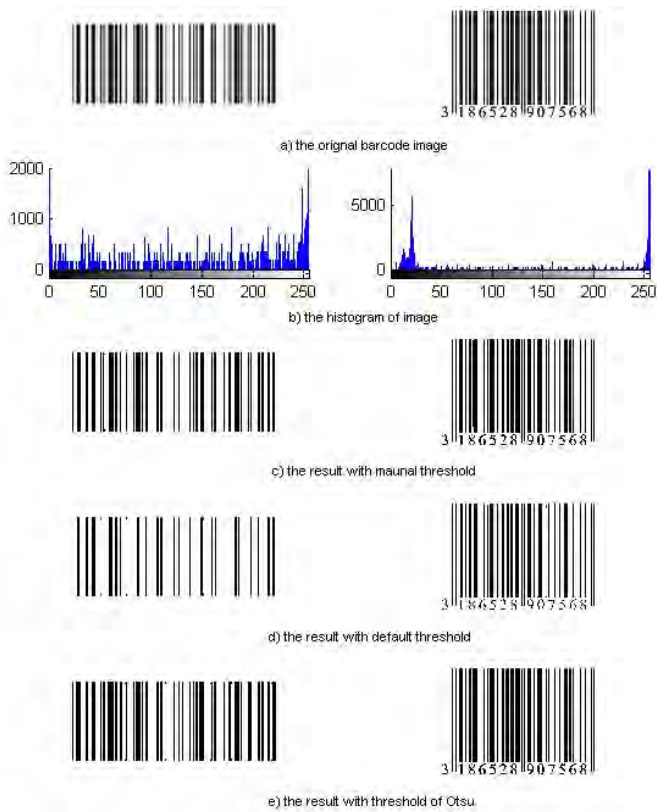 3 186528 907568
a) the orignal barcode image
2000
1000
0
0 50 100 150 200 250
5000
0
0 50 100 150 200 250
b) the histogram of image
3 186528 907568
c) the result with maunal threshold
3 186528 907568
d) the result with default threshold
3 186528 907568
e) the result with threshold of Otsu.